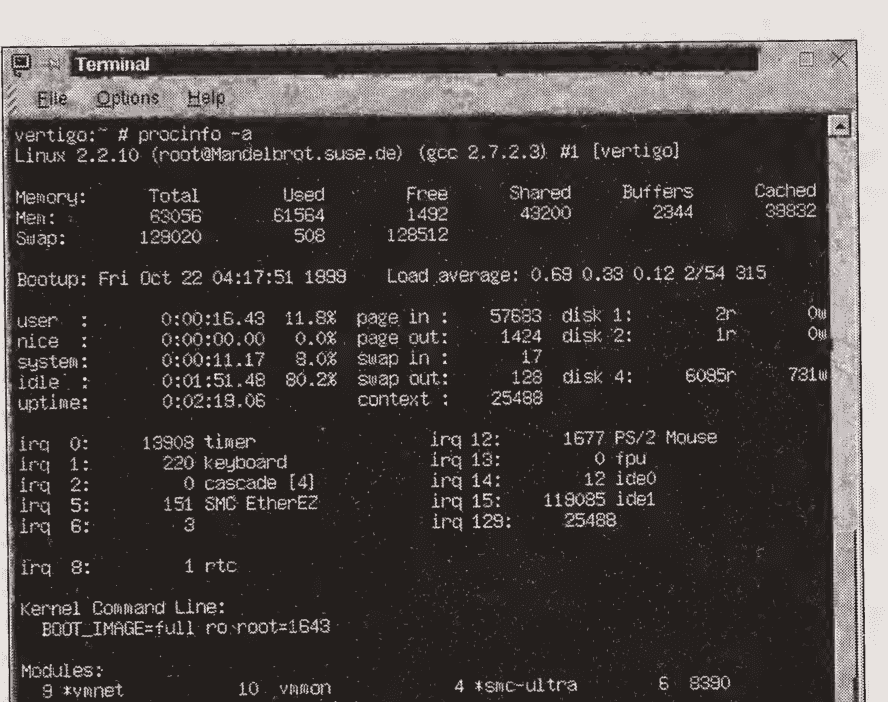 Terminal
File Options Help
vertigo:~ # procinfo -a
Linux 2.2.10 (root@Mandelbrot.suse.de) (gcc 2.7.2.3) #1 [vertigo]
Memory: Total Used Free Shared Buffers Cached
Mem: 63056 61564 1492 43200 2344 39832
Swap: 129020 508 128512
Bootup: Fri Oct 22 04:17:51 1999 Load average: 0.69 0.33 0.12 2/54 315
user : 0:00:16.43 11.8% page in : 57683 disk 1: 2r 0w
nice : 0:00:00.00 0.0% page out: 1424 disk 2: 1r 0w
system: 0:00:11.17 8.0% swap in : 17
idle : 0:01:51.48 80.2% swap out: 128 disk 4: 6095r 731w
uptime: 0:02:19.06 context : 25488
irq 0: 13908 timer irq 12: 1677 PS/2 Mouse
irq 1: 220 keyboard irq 13: 0 fpu
irq 2: 0 cascade [4] irq 14: 12 ide0
irq 5: 151 SMC EtherEZ irq 15: 119085 ide1
irq 6: 3 irq 129: 25488
irq 8: 1 rtc
Kernel Command Line:
BOOT_IMAGE=full ro root=1643
Modules:
9 *vmnet 10 vmmon 4 *smc-ultra 6 8390